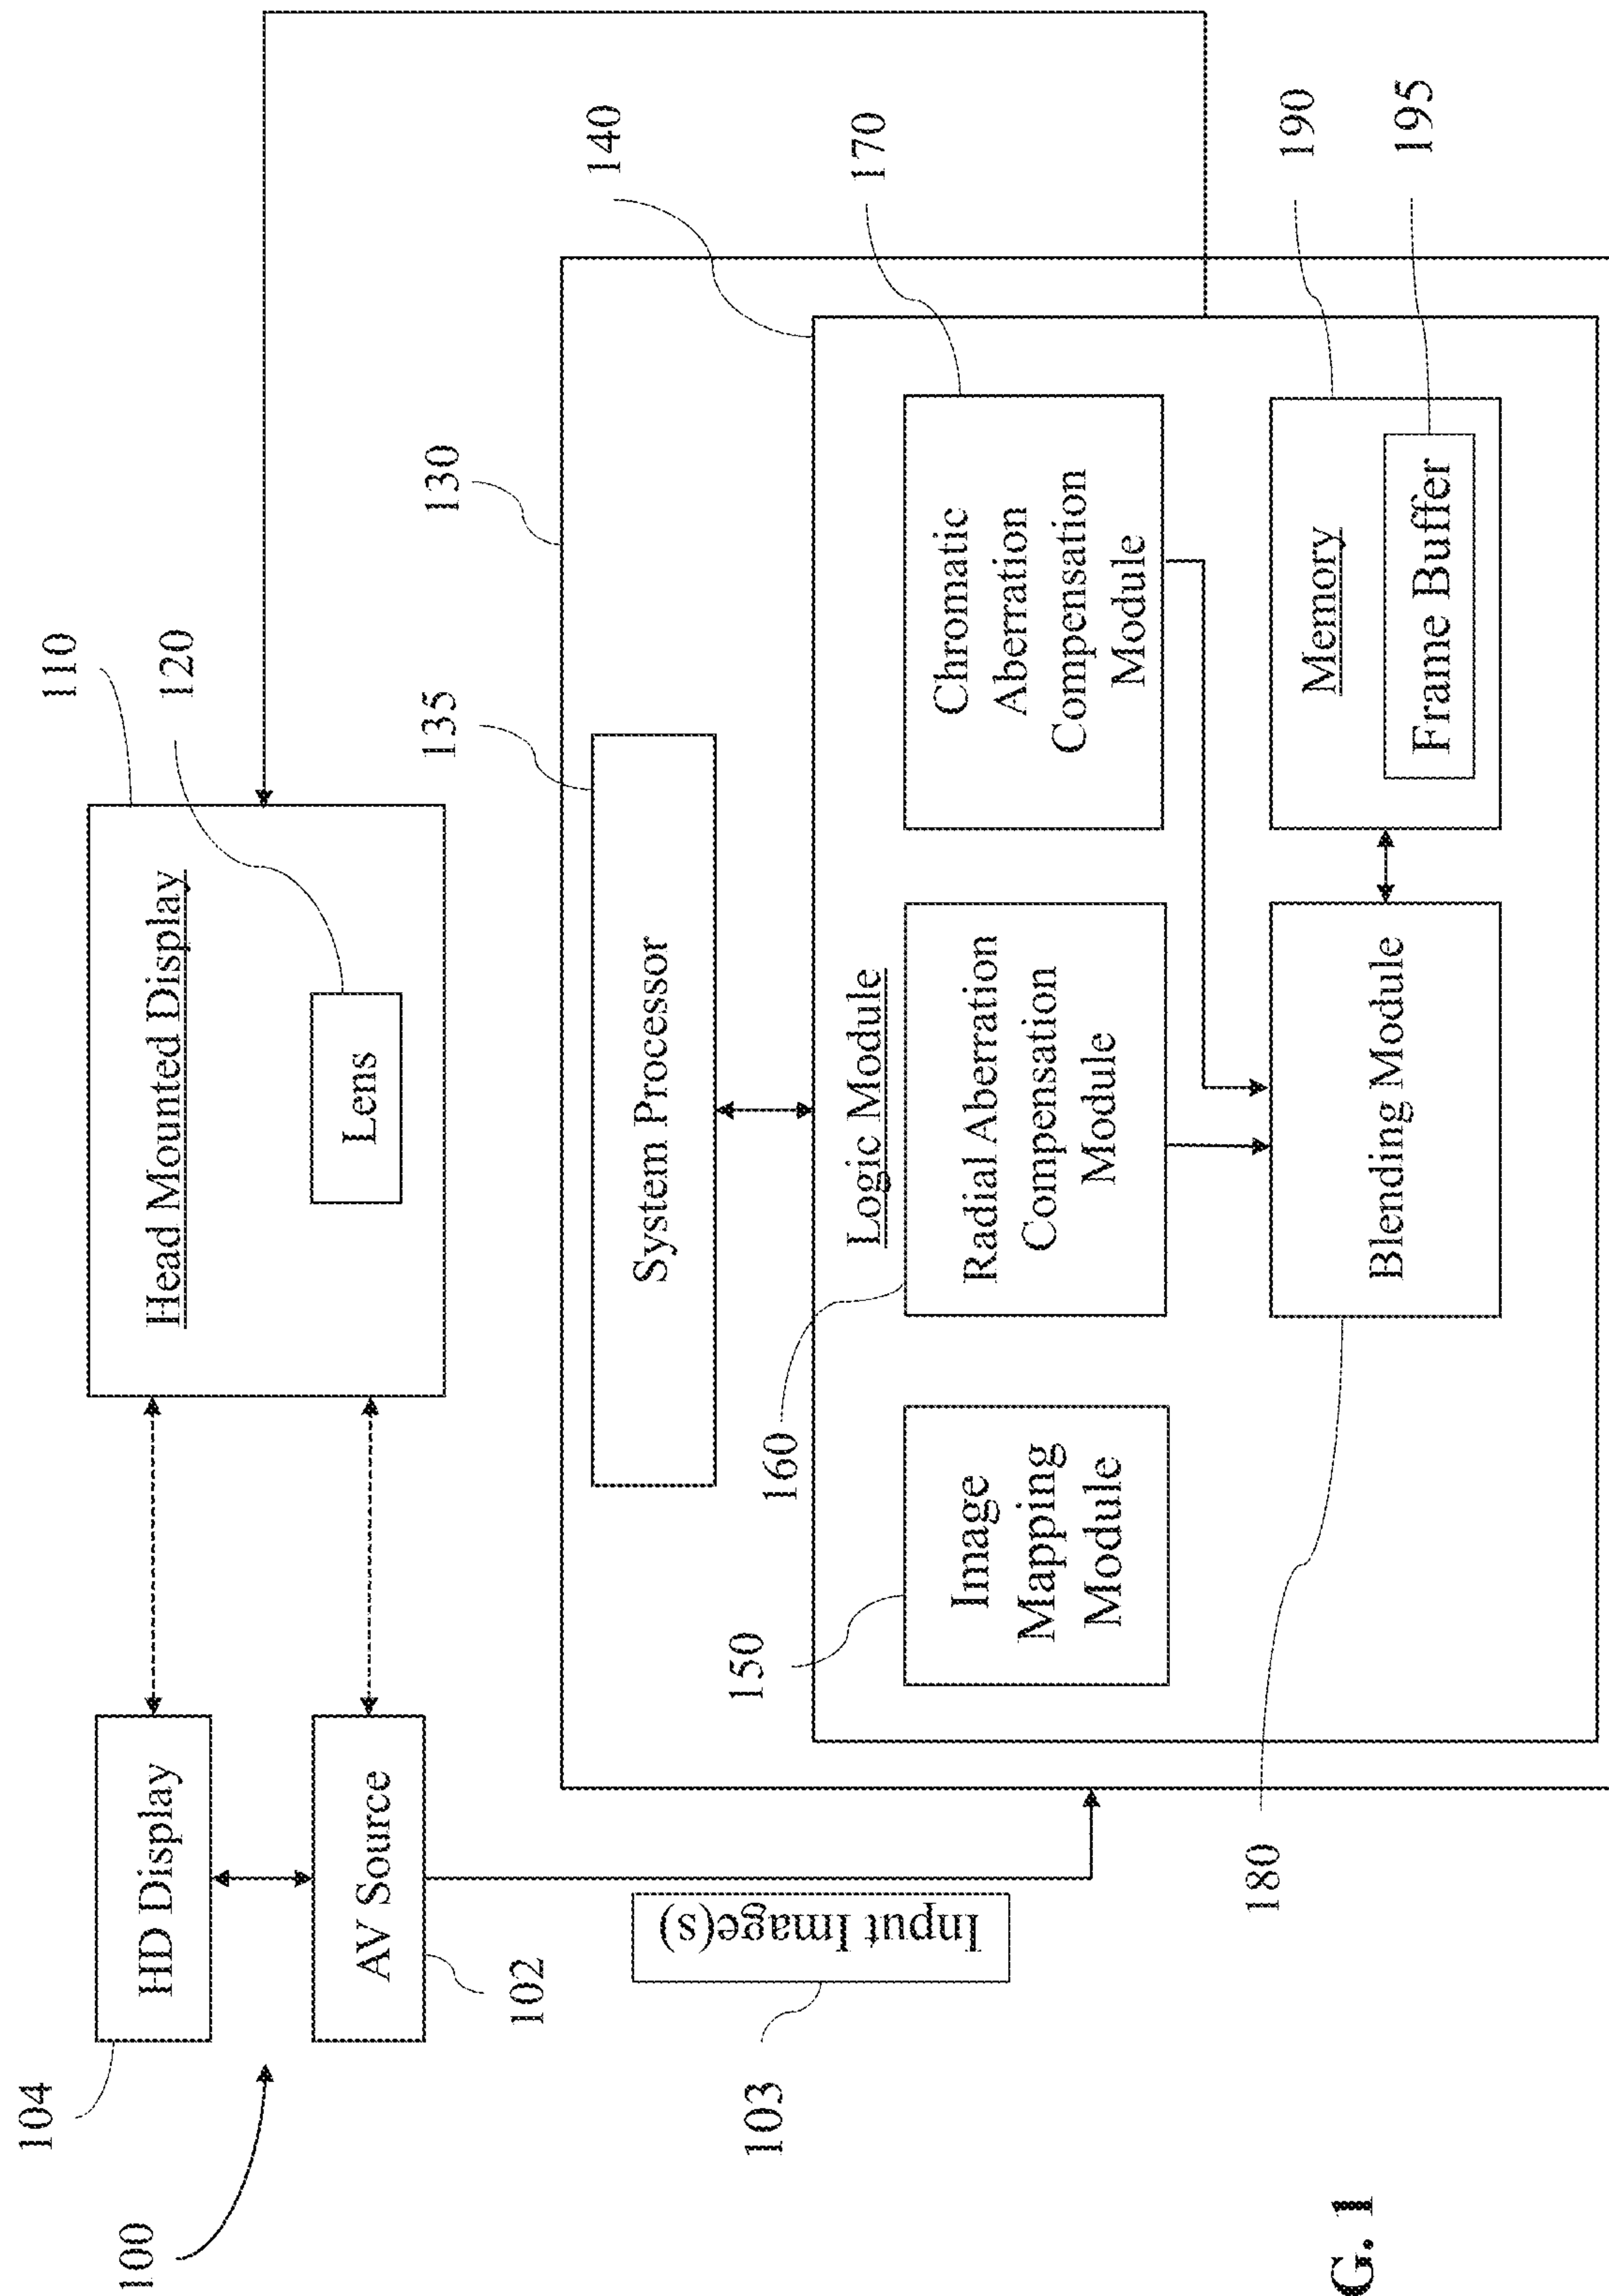 100
104
HD Display
AV Source
102
103
Input Image(s)
110
Head Mounted Display
120
Lens
130
135
System Processor
140
Logic Module
150
Image
Mapping
Module
160
Radial Aberration
Compensation
Module
170
Chromatic
Aberration
Compensation
Module
180
Blending Module
190
Memory
195
Frame Buffer
G. 1